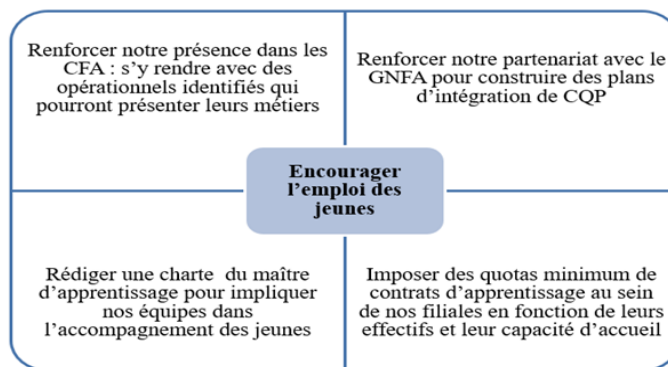 Renforcer notre présence dans les
CFA : s’y rendre avec des
opérationnels identifiés qui
pourront présenter leurs métiers
Renforcer notre partenariat avec le
GNFA pour construire des plans
d’intégration de CQP
Encourager
l’emploi des
jeunes
Rédiger une charte du maître
d’apprentissage pour impliquer
nos équipes dans
l’accompagnement des jeunes
Imposer des quotas minimum de
contrats d’apprentissage au sein
de nos filiales en fonction de leurs
effectifs et leur capacité d’accueil